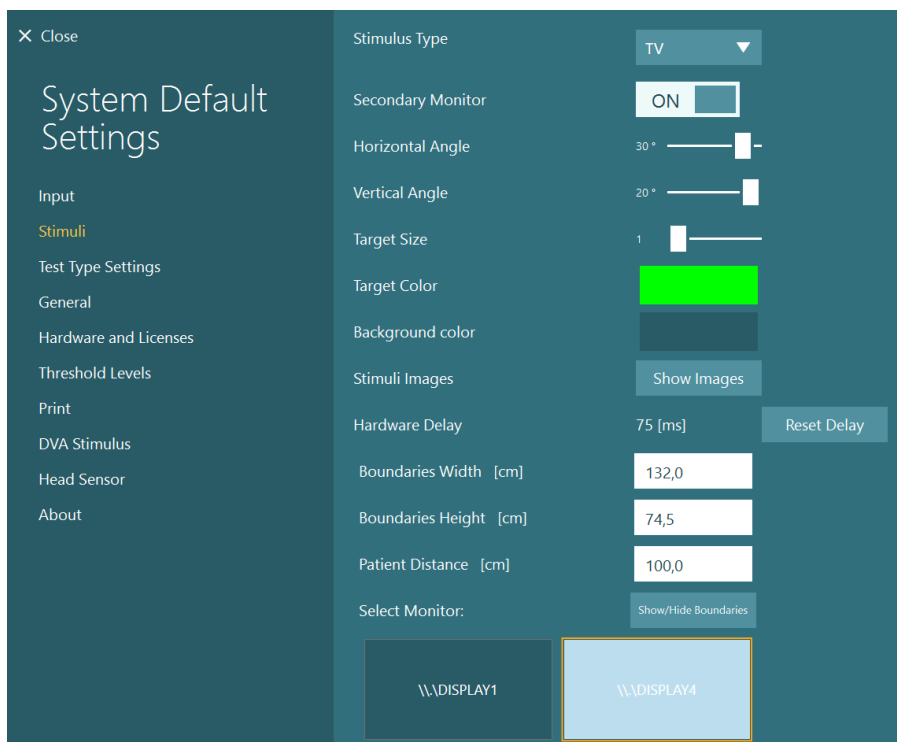 Close
System Default
Settings
Input
Stimuli
Test Type Settings
General
Hardware and Licenses
Threshold Levels
Print
DVA Stimulus
Head Sensor
About
Stimulus Type
TV
Secondary Monitor
ON
Horizontal Angle
30 °
Vertical Angle
20 °
Target Size
1
Target Color
Background color
Stimuli Images
Show Images
Hardware Delay
75 [ms]
Reset Delay
Boundaries Width [cm]
132,0
Boundaries Height [cm]
74,5
Patient Distance [cm]
100,0
Select Monitor:
Show/Hide Boundaries
\\.\DISPLAY1
\\.\DISPLAY4